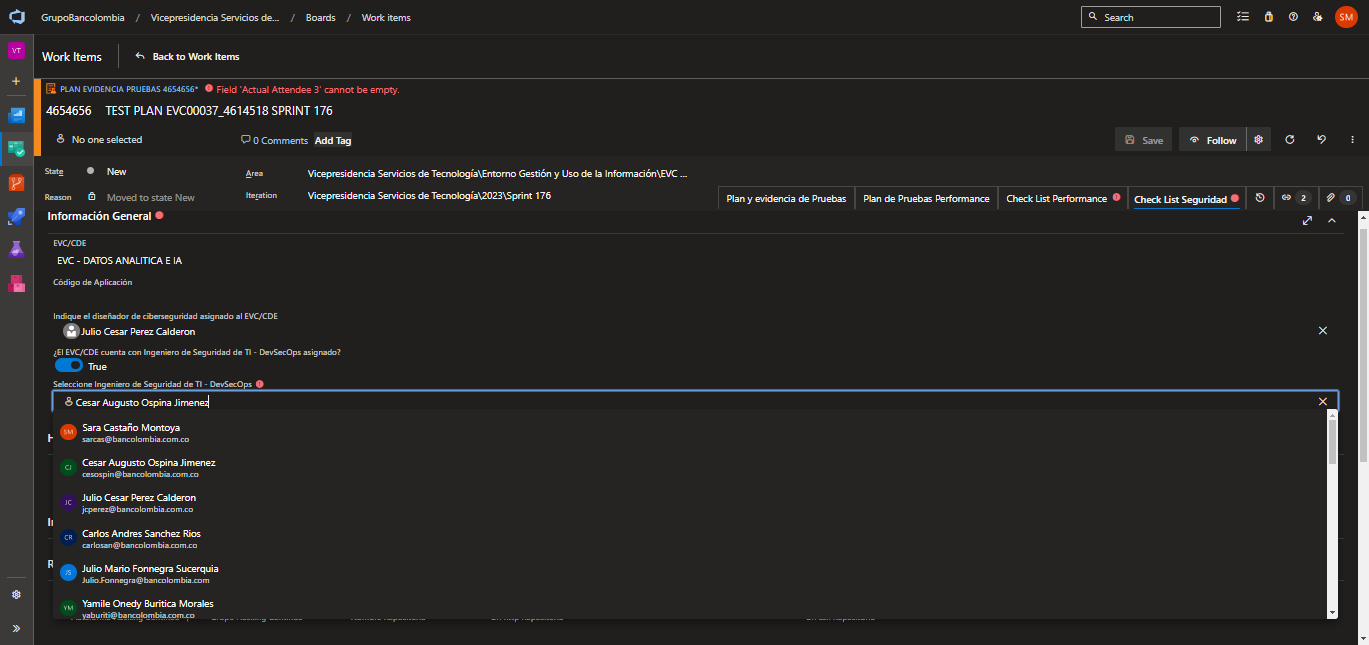 GrupoBancolombia / Vicepresidencia Servicios de... / Boards / Work items
Search
SM
VT
Work Items
Back to Work Items
PLAN EVIDENCIA PRUEBAS 4654656*
Field 'Actual Attendee 3' cannot be empty.
4654656 TEST PLAN EVC00037_4614518 SPRINT 176
No one selected
0 Comments
Add Tag
Save
Follow
State
New
Area
Vicepresidencia Servicios de Tecnología\Entorno Gestión y Uso de la Información\EVC ...
Reason
Moved to state New
Iteration
Vicepresidencia Servicios de Tecnología\2023\Sprint 176
Plan y evidencia de Pruebas
Plan de Pruebas Performance
Check List Performance
Check List Seguridad
2
0
Información General
EVC/CDE
EVC - DATOS ANALITICA E IA
Código de Aplicación
Indique el diseñador de ciberseguridad asignado al EVC/CDE
Julio Cesar Perez Calderon
¿El EVC/CDE cuenta con Ingeniero de Seguridad de TI - DevSecOps asignado?
True
Seleccione Ingeniero de Seguridad de TI - DevSecOps
Cesar Augusto Ospina Jimenez
SM
Sara Castaño Montoya
sarcas@bancolombia.com.co
CJ
Cesar Augusto Ospina Jimenez
cesospin@bancolombia.com.co
JC
Julio Cesar Perez Calderon
jcperez@bancolombia.com.co
CR
Carlos Andres Sanchez Rios
carlosan@bancolombia.com.co
JS
Julio Mario Fonnegra Sucerquia
Julio.Fonnegra@bancolombia.com
YM
Yamile Onedy Buritica Morales
yaburiti@bancolombia.com.co